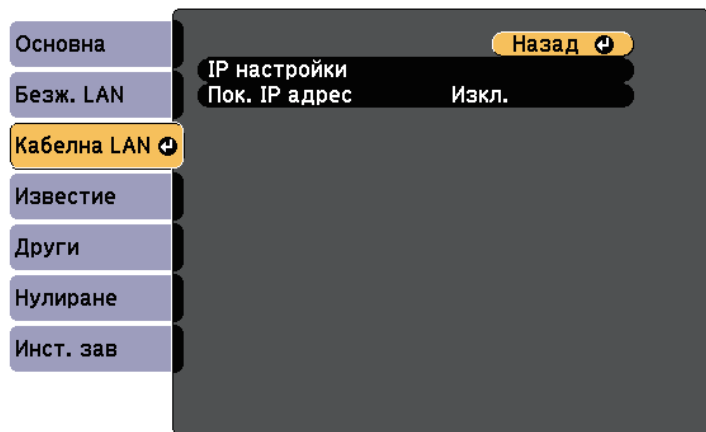 Основна
Безж. LAN
Кабелна LAN
Известие
Други
Нулиране
Инст. зав
Назад
IP настройки
Пок. IP адрес Изкл.